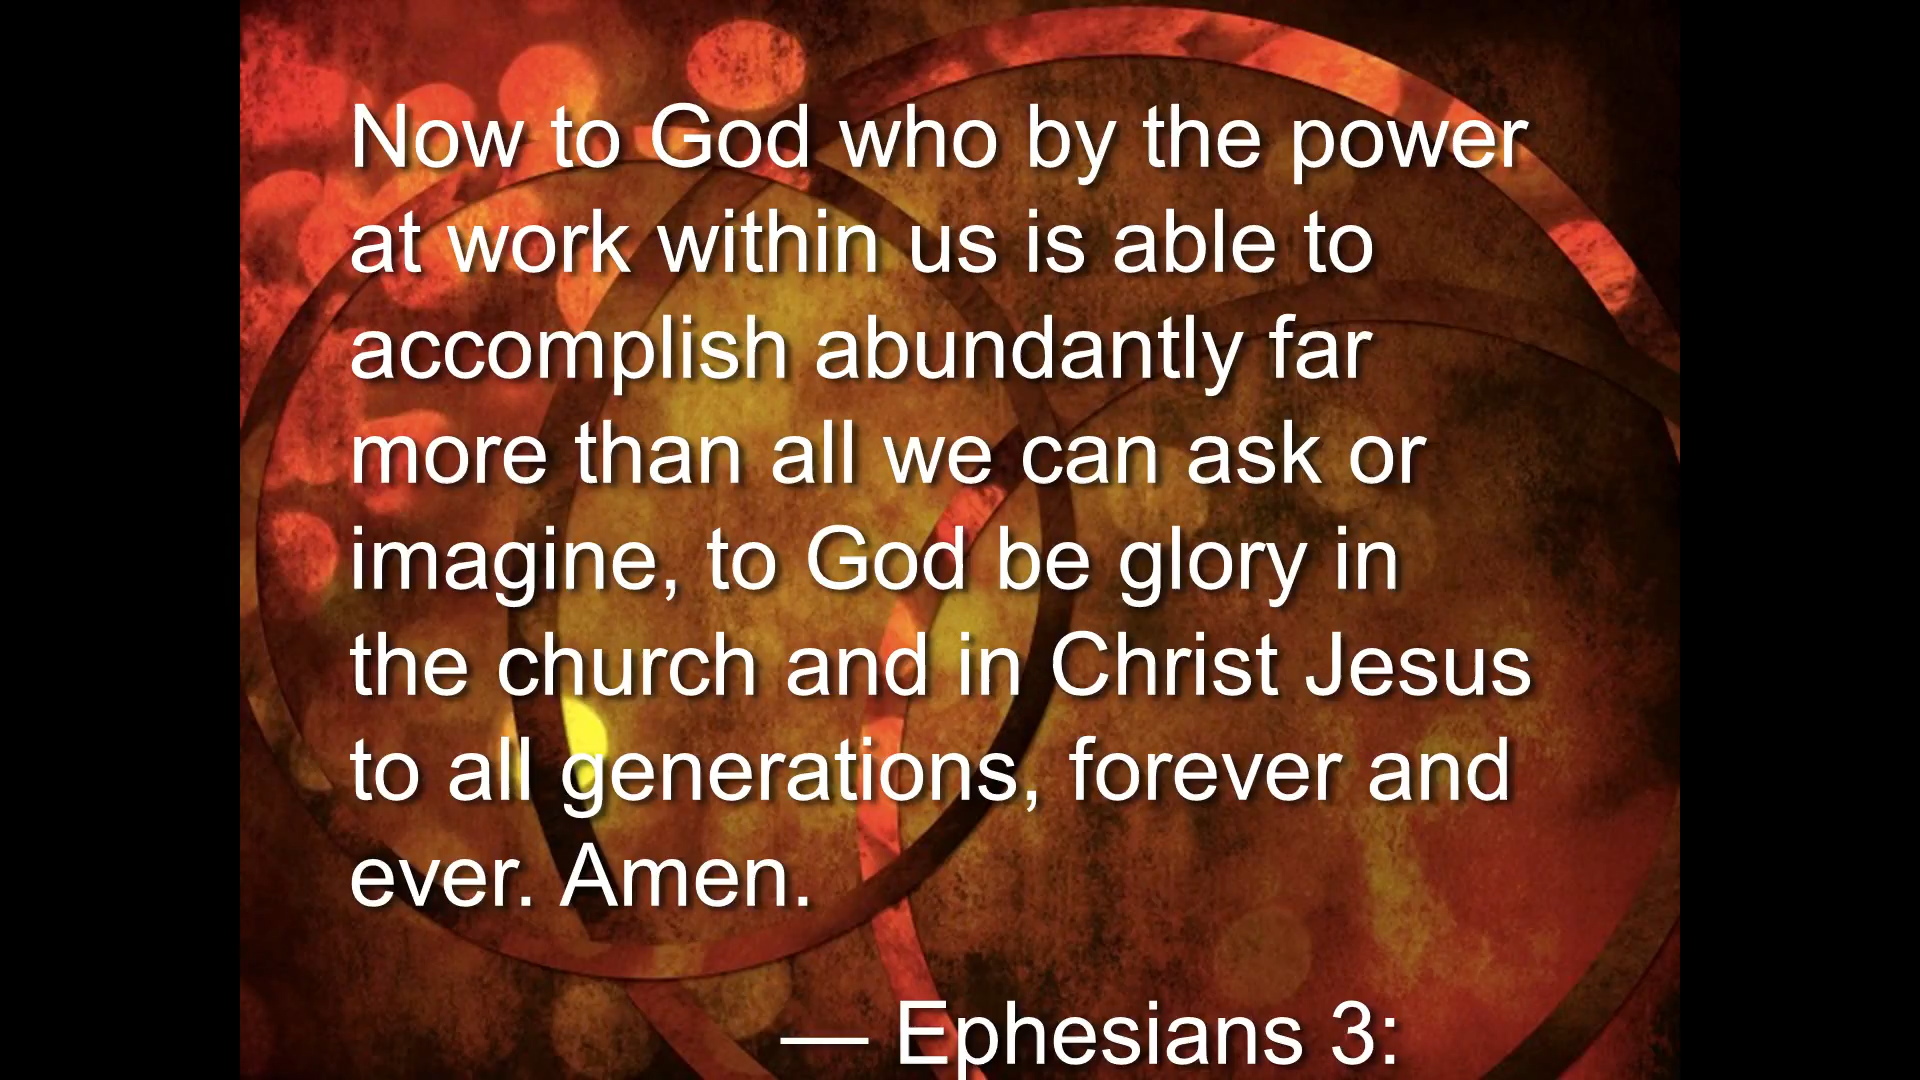 Now to God who by the power
at work within us is able to
accomplish abundantly far
more than all we can ask or
imagine, to God be glory in
the church and in Christ Jesus
to all generations, forever and
ever. Amen.
— Ephesians 3: